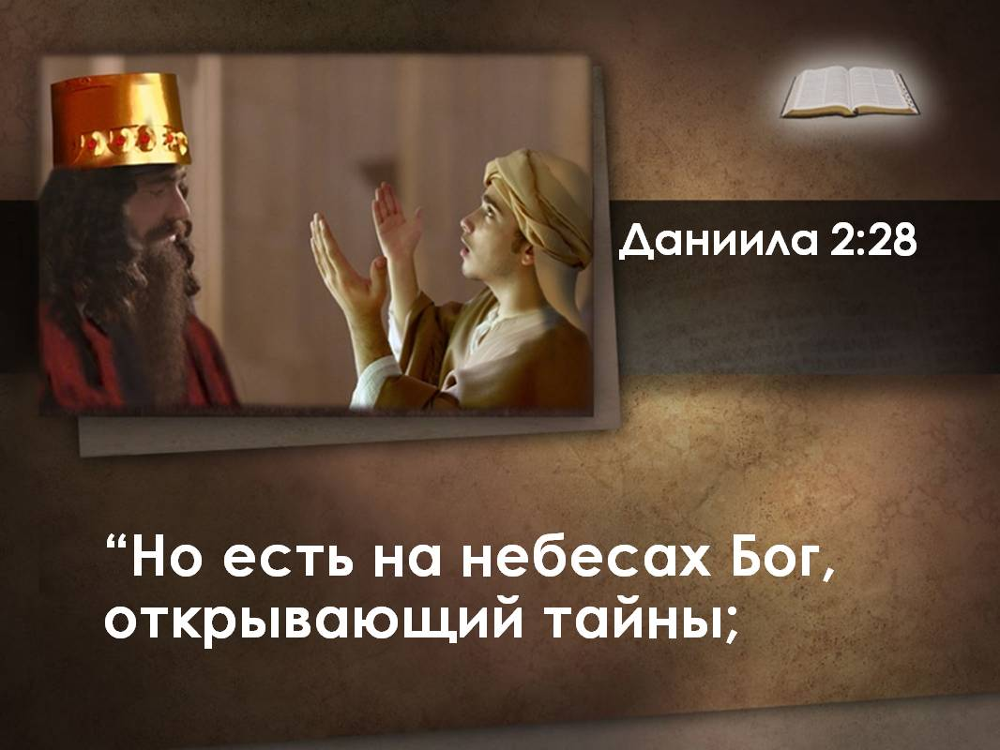 Даниила 2:28
“Но есть на небесах Бог,
открывающий тайны;